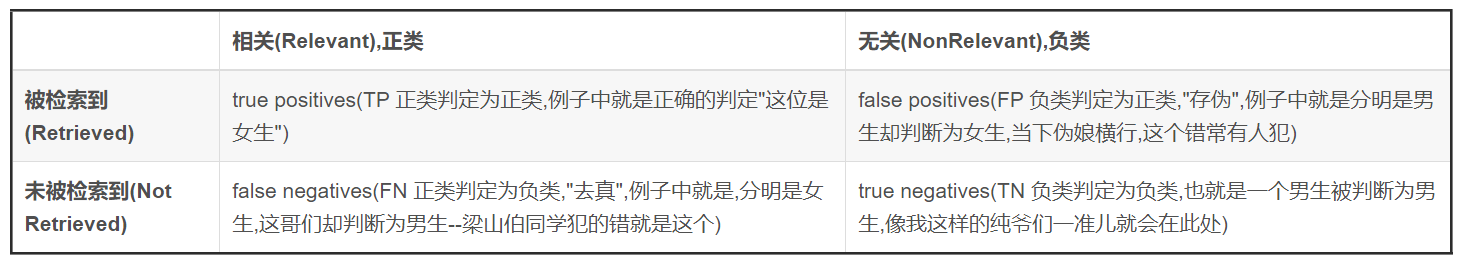 相关(Relevant),正类
无关(NonRelevant),负类
被检索到
(Retrieved)
true positives(TP 正类判定为正类,例子中就是正确的判定"这位是
女生")
false positives(FP 负类判定为正类,"存伪",例子中就是分明是男
生却判断为女生,当下伪娘横行,这个错常有人犯)
未被检索到(Not
Retrieved)
false negatives(FN 正类判定为负类,"去真",例子中就是,分明是女
生,这哥们却判断为男生--梁山伯同学犯的错就是这个)
true negatives(TN 负类判定为负类,也就是一个男生被判断为男
生,像我这样的纯爷们一准儿就会在此处)